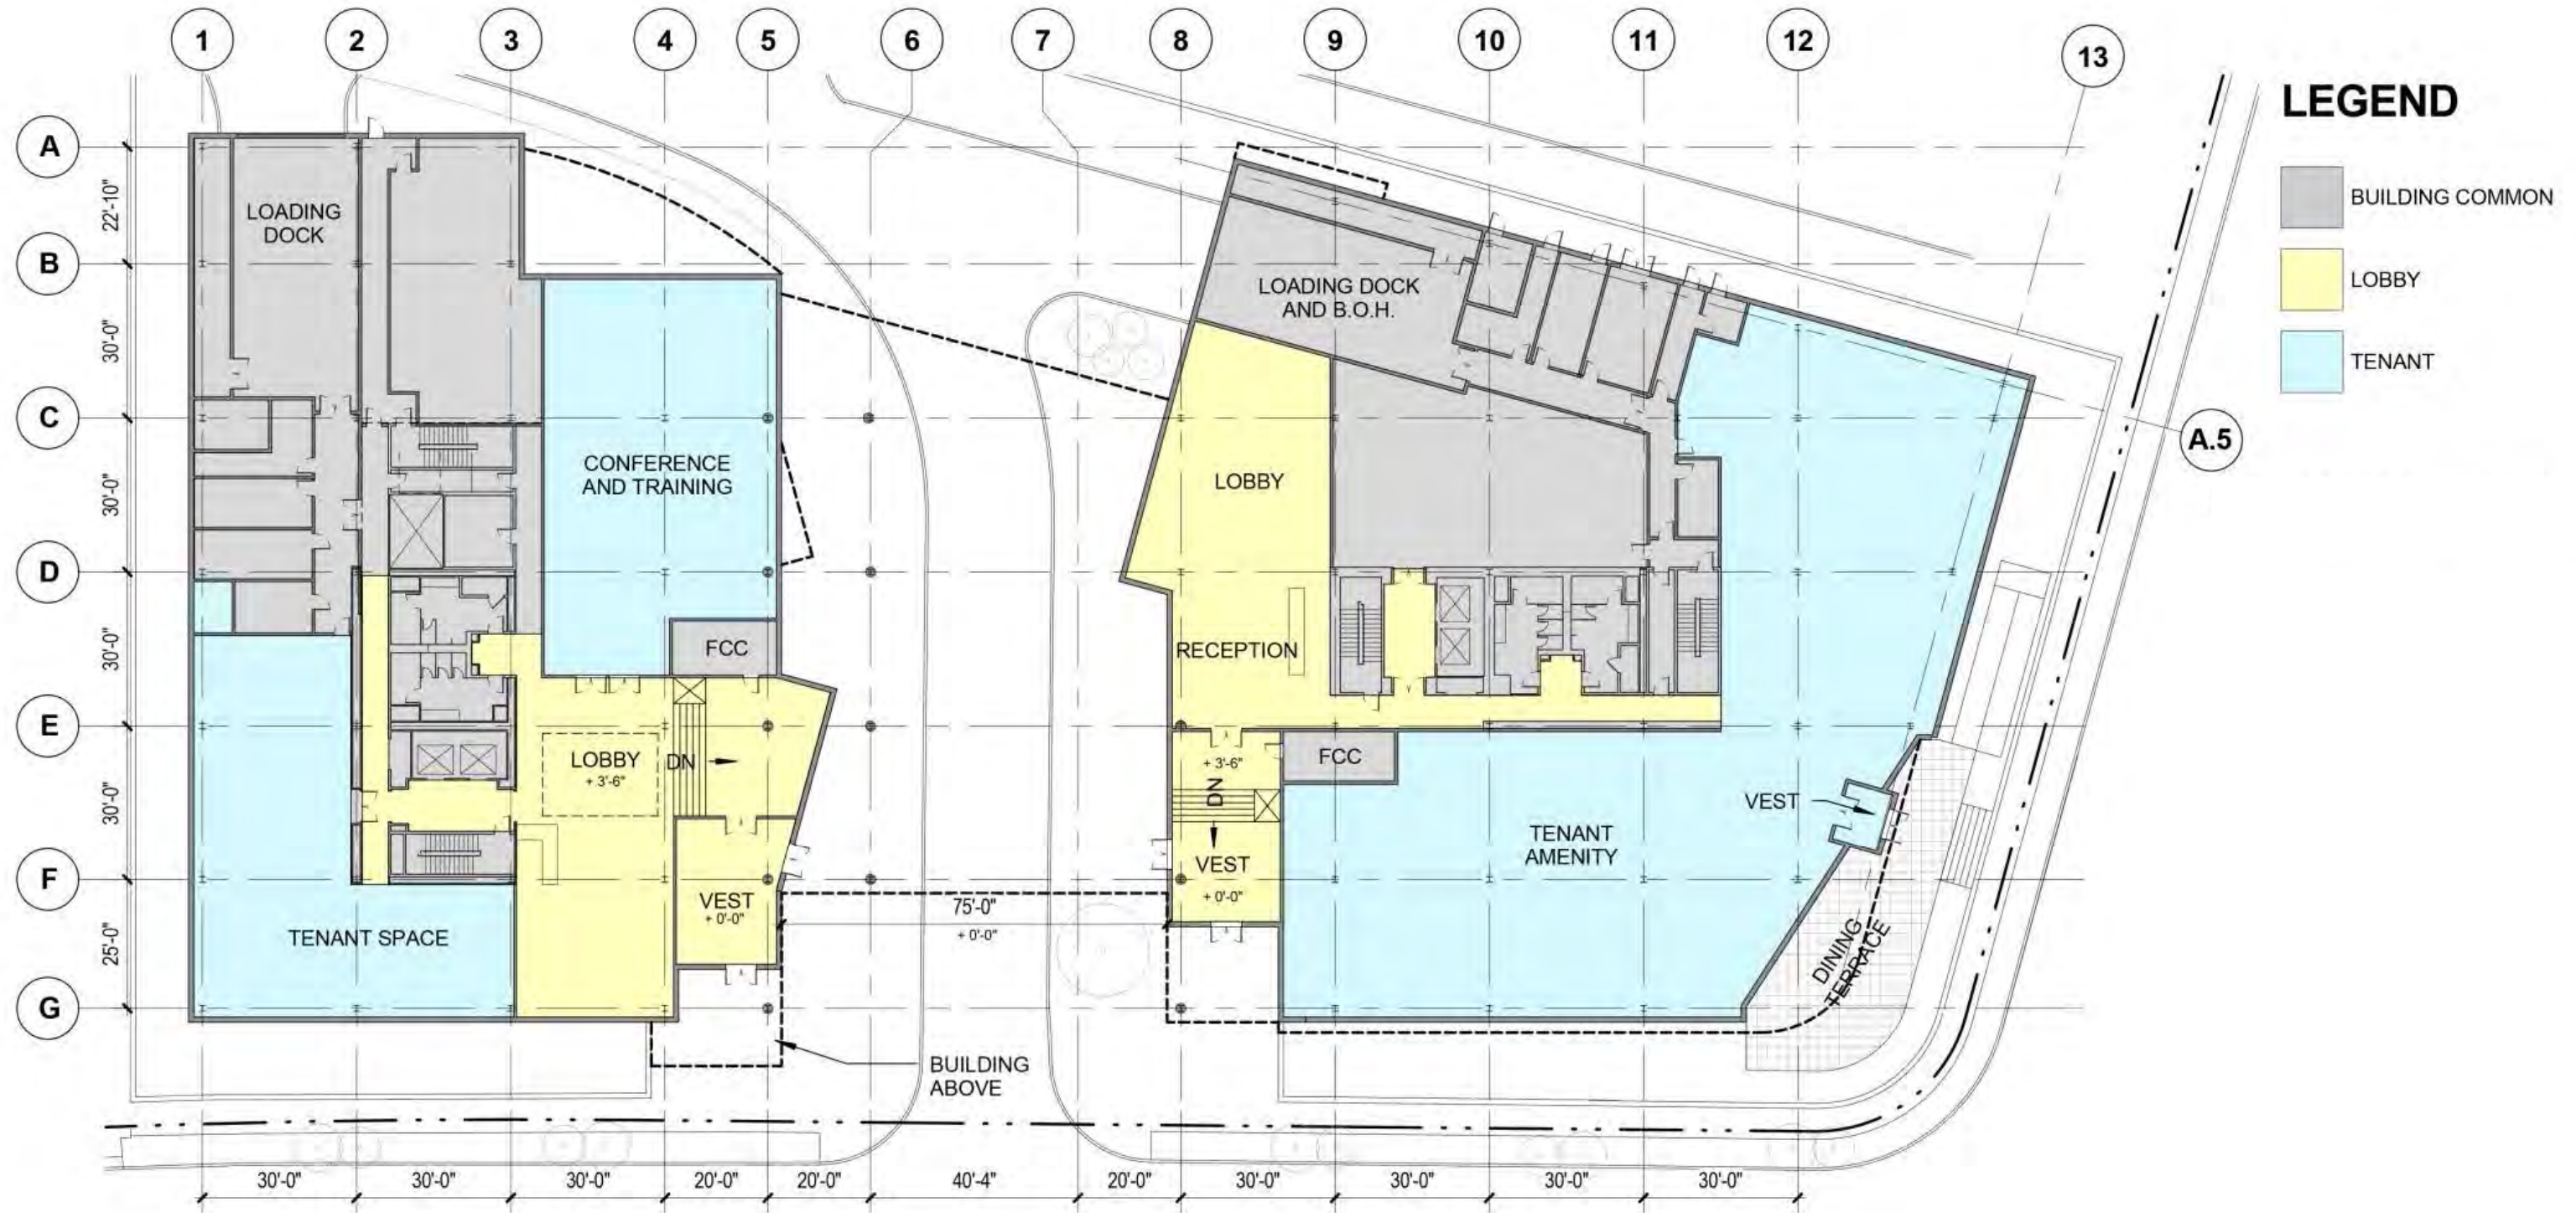 1
2
3
4
5
6
7
8
9
10
11
12
13
LEGEND
BUILDING COMMON
LOBBY
TENANT
A
B
C
D
E
F
G
A.5
22'-10"
30'-0"
30'-0"
30'-0"
30'-0"
25'-0"
LOADING
DOCK
CONFERENCE
AND TRAINING
FCC
LOBBY
+ 3'-6"
DN
VEST
+ 0'-0"
TENANT SPACE
75'-0"
+ 0'-0"
BUILDING
ABOVE
LOADING DOCK
AND B.O.H.
LOBBY
RECEPTION
+ 3'-6"
DN
VEST
+ 0'-0"
FCC
TENANT
AMENITY
VEST
DINING
TERRACE
30'-0"
30'-0"
30'-0"
20'-0"
20'-0"
40'-4"
20'-0"
30'-0"
30'-0"
30'-0"
30'-0"